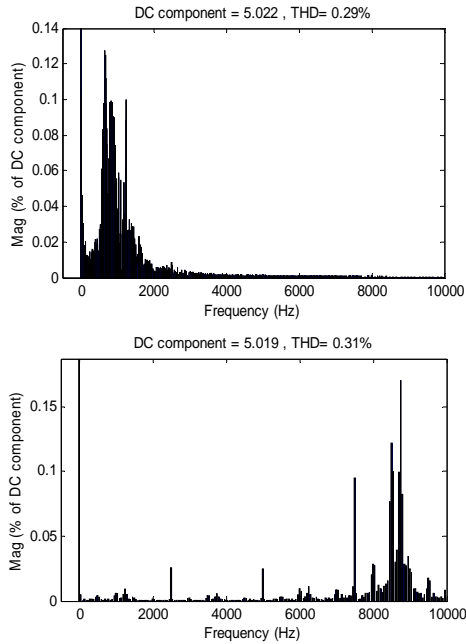 DC component = 5.022 , THD= 0.29%
0.14
0.12
0.1
0.08
0.06
0.04
0.02
0
Mag (% of DC component)
0 2000 4000 6000 8000 10000
Frequency (Hz)
DC component = 5.019 , THD= 0.31%
0.15
0.1
0.05
0
Mag (% of DC component)
0 2000 4000 6000 8000 10000
Frequency (Hz)